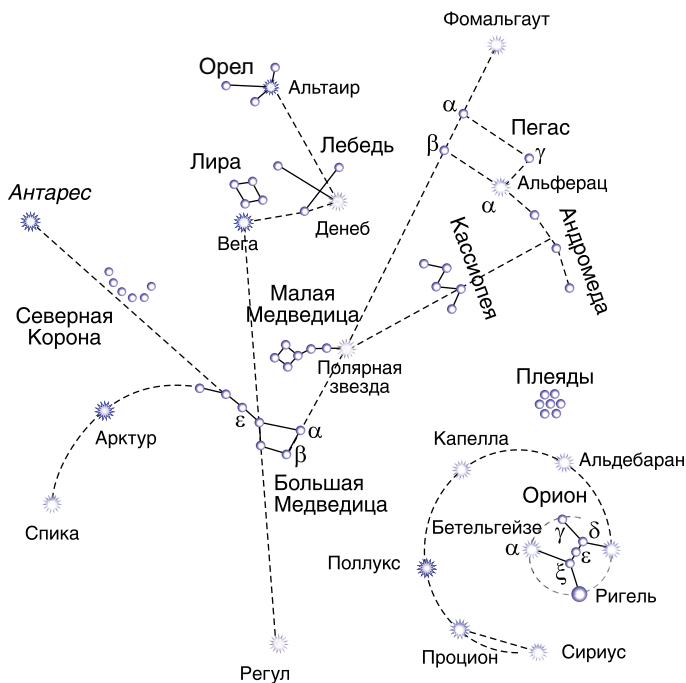 Фомальгаут
Орел
Альтаир
α
Пегас
Лебедь
β
γ
Лира
Альферац
Антарес
α
Денеб
Вега
Андромеда
Кассиопея
Малая
Медведица
Северная
Корона
Полярная
звезда
Плеяды
ε
α
Арктур
β
Капелла
Альдебаран
Большая
Медведица
Орион
Спика
Бетельгейзе
γ
δ
α
ε
Поллукс
ξ
Ригель
Процион
Сириус
Регул